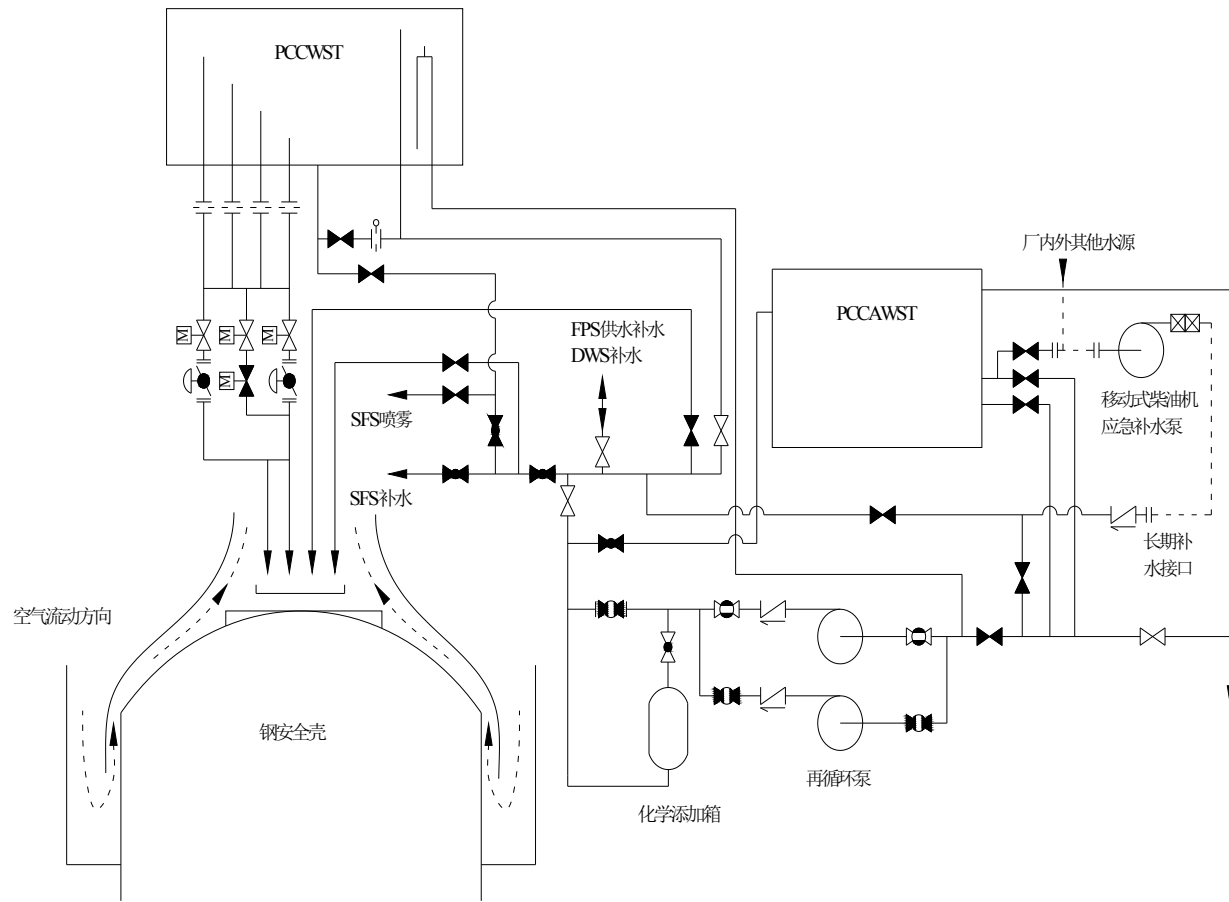 PCCWST
厂内外其他水源
PCCAWST
FPS供水补水
DWS补水
M
M
M
M
移动式柴油机
应急补水泵
SFS喷雾
SFS补水
长期补
水接口
空气流动方向
钢安全壳
再循环泵
化学添加箱